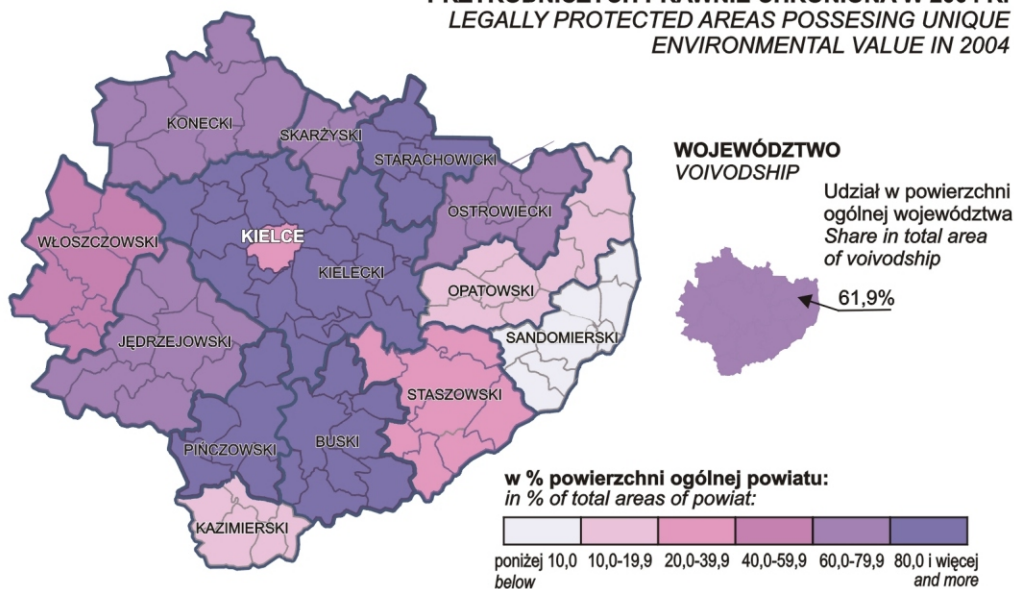 LEGALLY PROTECTED AREAS POSSESING UNIQUE
ENVIRONMENTAL VALUE IN 2004
KONECKI
SKARŻYSKI
STARACHOWICKI
OSTROWIECKI
WŁOSZCZOWSKI
KIELCE
KIELECKI
OPATOWSKI
JĘDRZEJOWSKI
SANDOMIERSKI
STASZOWSKI
PIŃCZOWSKI
BUSKI
KAZIMIERSKI
WOJEWÓDZTWO
VOIVODSHIP
Udział w powierzchni
ogólnej województwa
Share in total area
of voivodship
61,9%
w % powierzchni ogólnej powiatu:
in % of total areas of powiat:
poniżej 10,0 10,0-19,9 20,0-39,9 40,0-59,9 60,0-79,9 80,0 i więcej
below and more